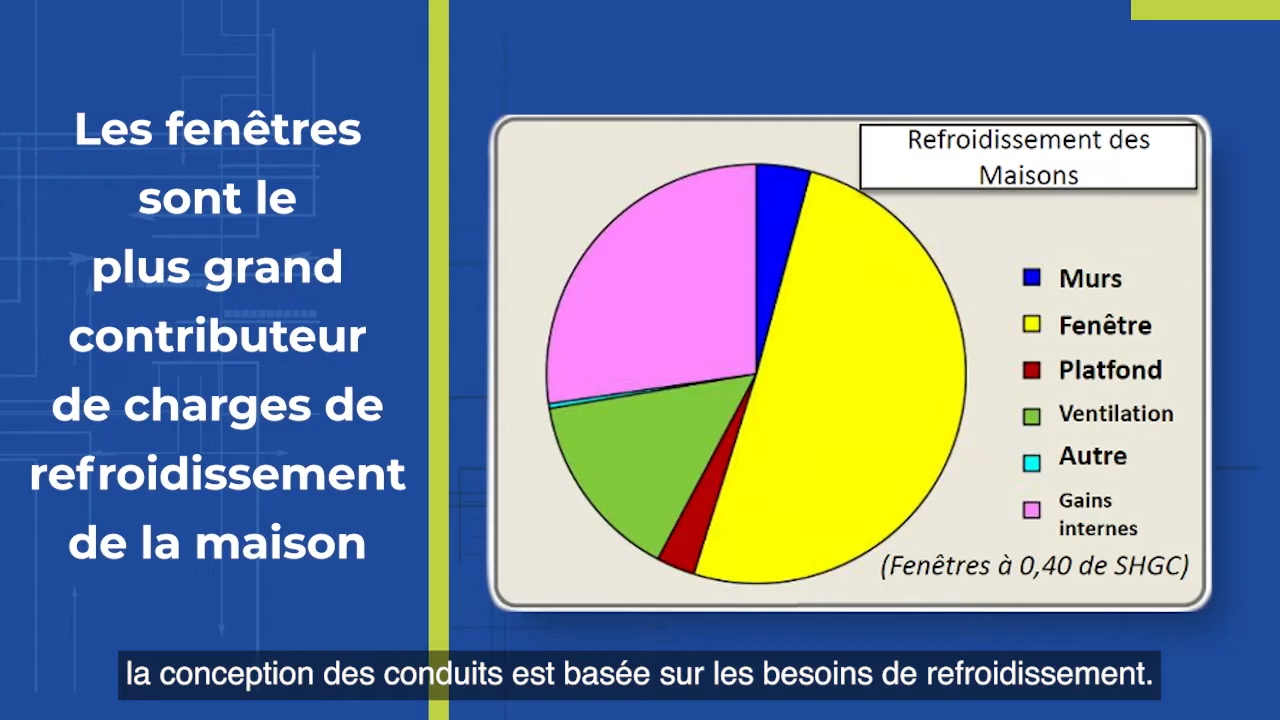 Les fenêtres
sont le
plus grand
contributeur
de charges de
refroidissement
de la maison
Refroidissement des
Maisons
Murs
Fenêtre
Platfond
Ventilation
Autre
Gains
internes
(Fenêtres à 0,40 de SHGC)
la conception des conduits est basée sur les besoins de refroidissement.